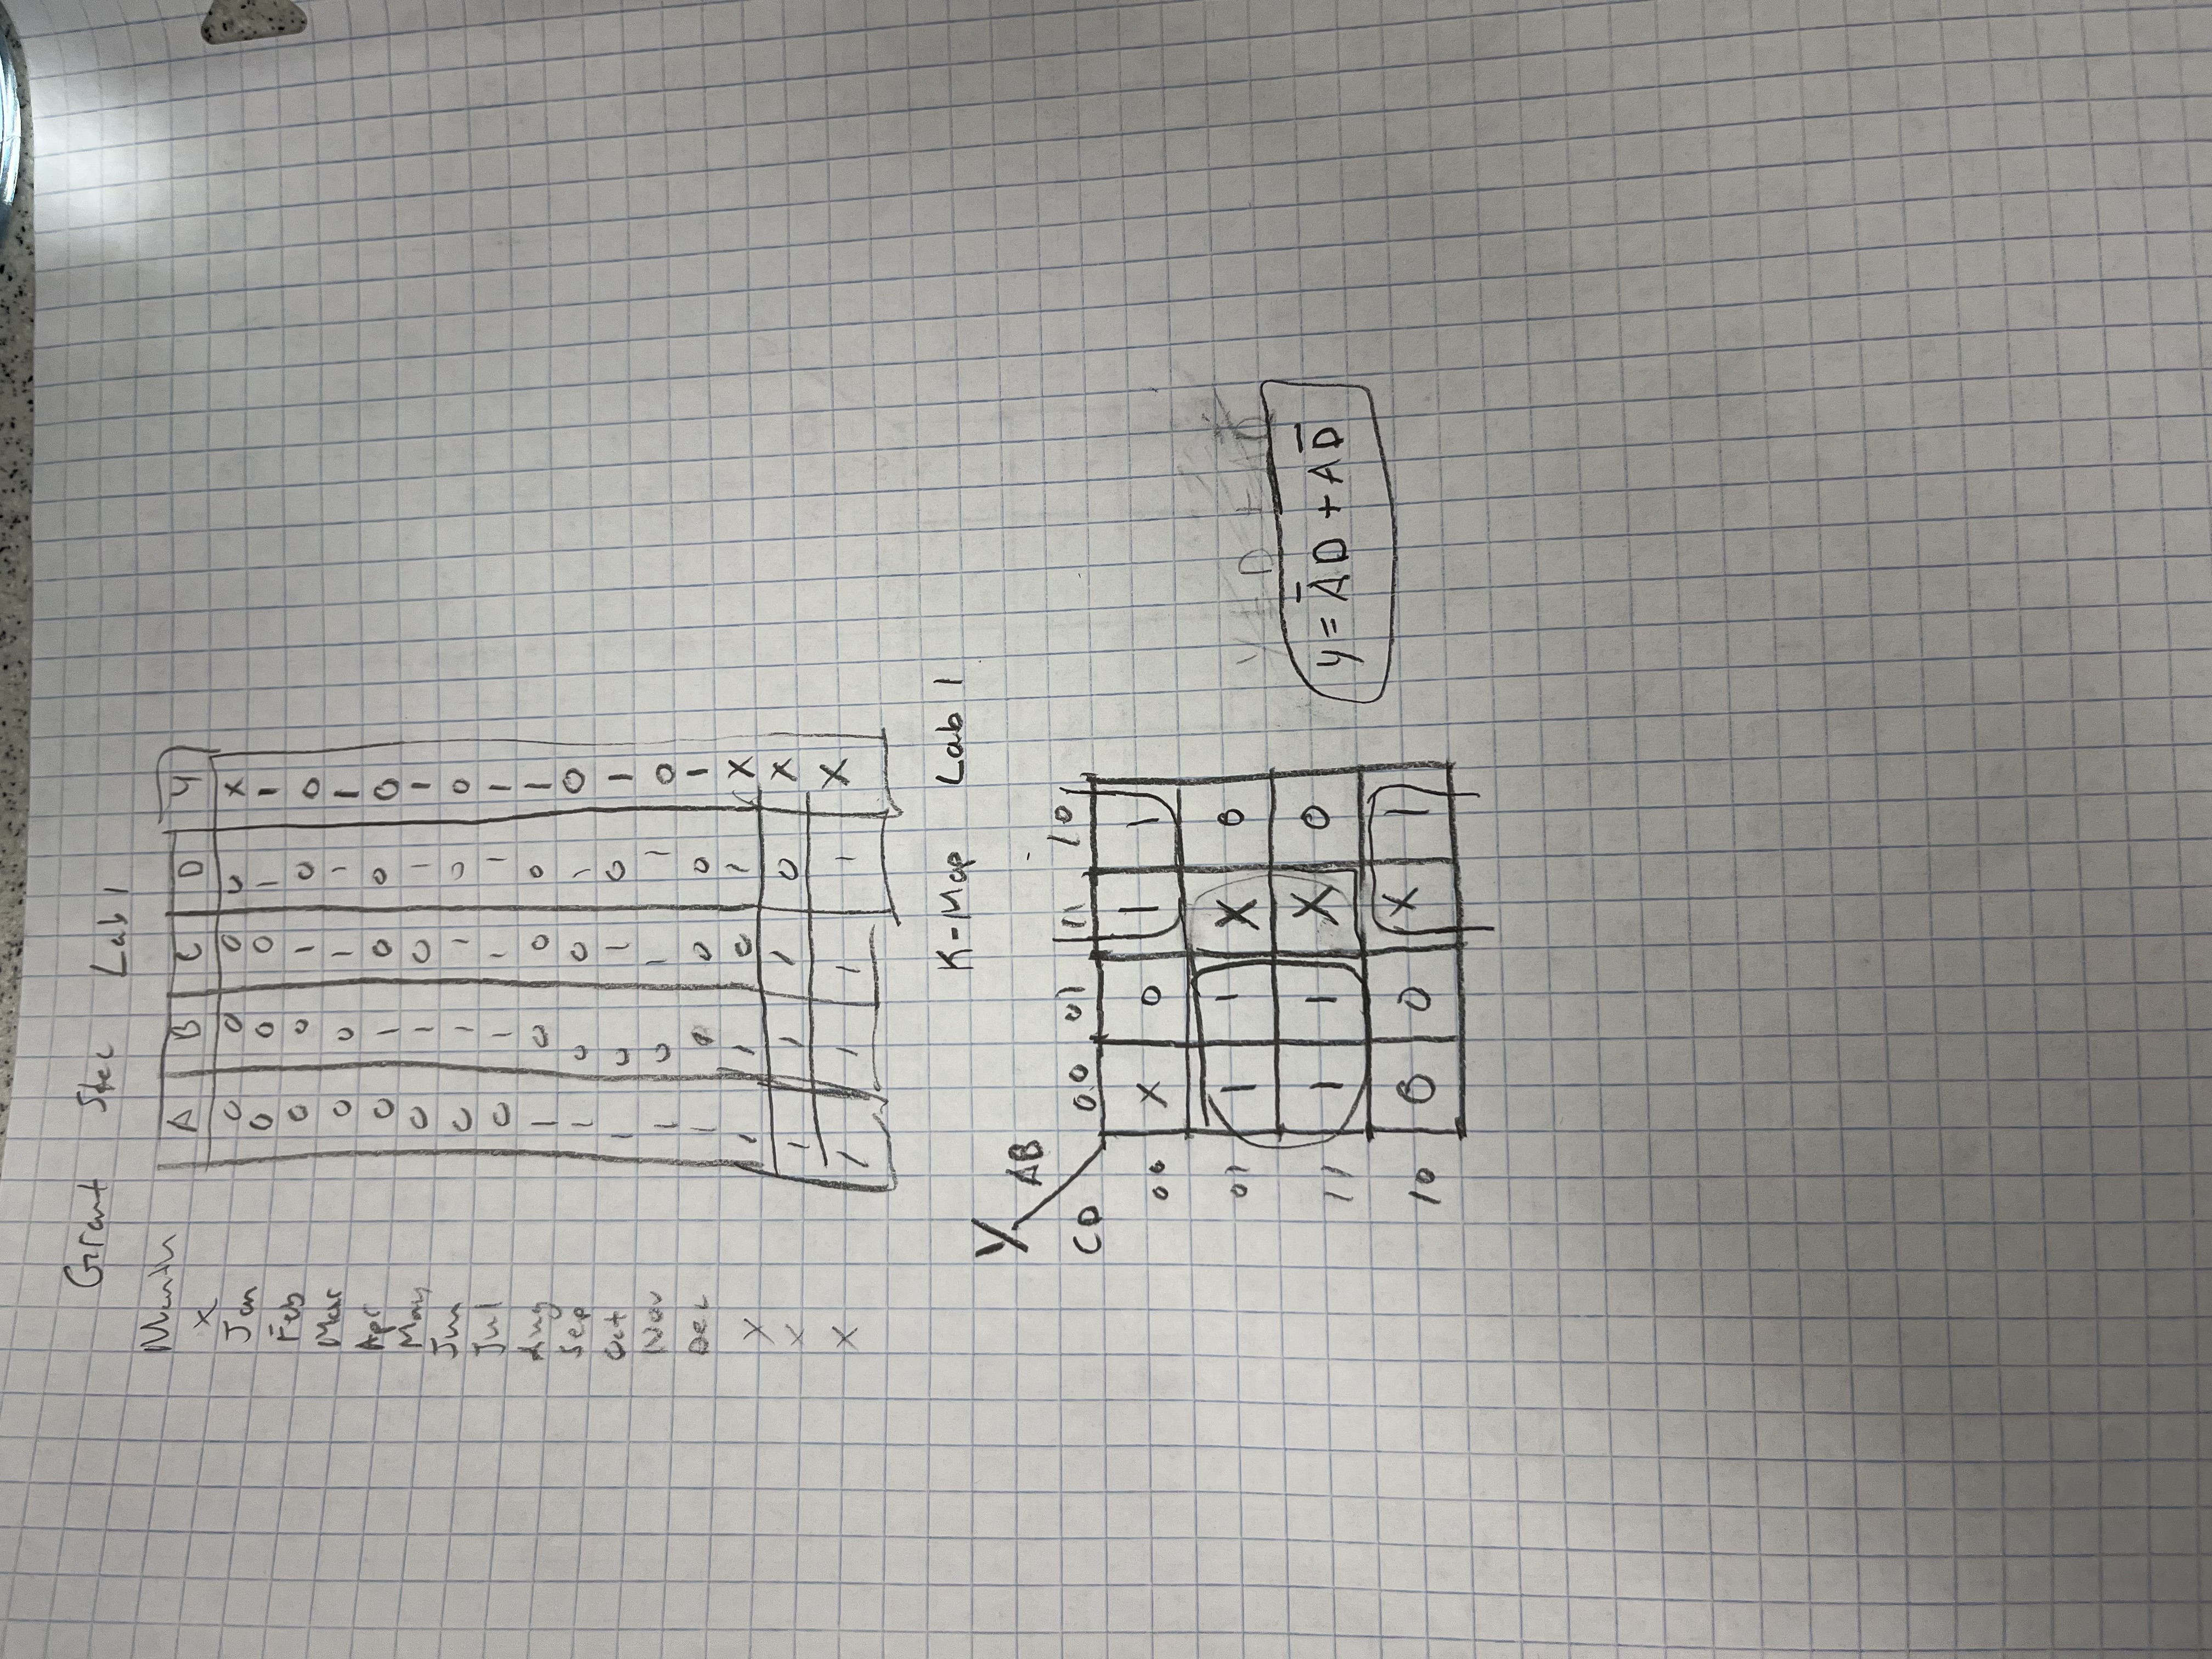 Grant Stec Lab 1
Month A B C D Y
X 0 0 0 0 X
Jan 0 0 0 1 1
Feb 0 0 1 0 0
Mar 0 0 1 1 1
Apr 0 1 0 0 0
May 0 1 0 1 1
Jun 0 1 1 0 0
Jul 0 1 1 1 1
Aug 1 0 0 0 1
Sep 1 0 0 1 0
Oct 1 0 1 0 1
Nov 1 0 1 1 0
Dec 1 1 0 0 1
X 1 1 0 1 X
X 1 1 1 0 X
X 1 1 1 1 X
K-Map Lab 1
Y AB
CD 00 01 11 10
00 X 0 1 1
01 1 1 X 0
11 1 1 X 0
10 0 0 X 1
y = A̅D + AD̅